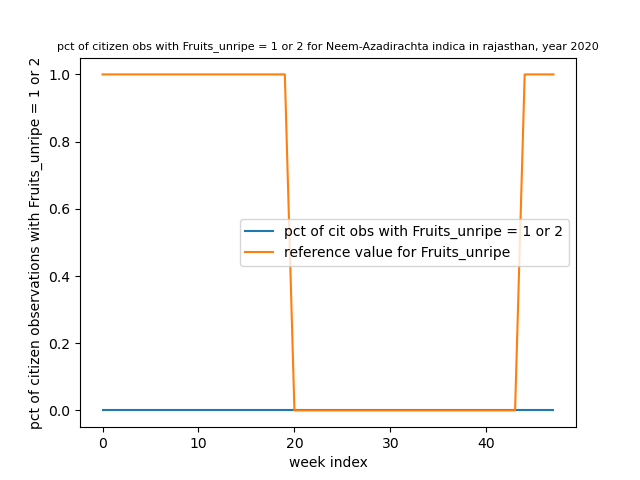 pct of citizen obs with Fruits_unripe = 1 or 2 for Neem-Azadirachta indica in rajasthan, year 2020
pct of citizen observations with Fruits_unripe = 1 or 2
1.0
0.8
0.6
0.4
0.2
0.0
pct of cit obs with Fruits_unripe = 1 or 2
reference value for Fruits_unripe
0 10 20 30 40
week index